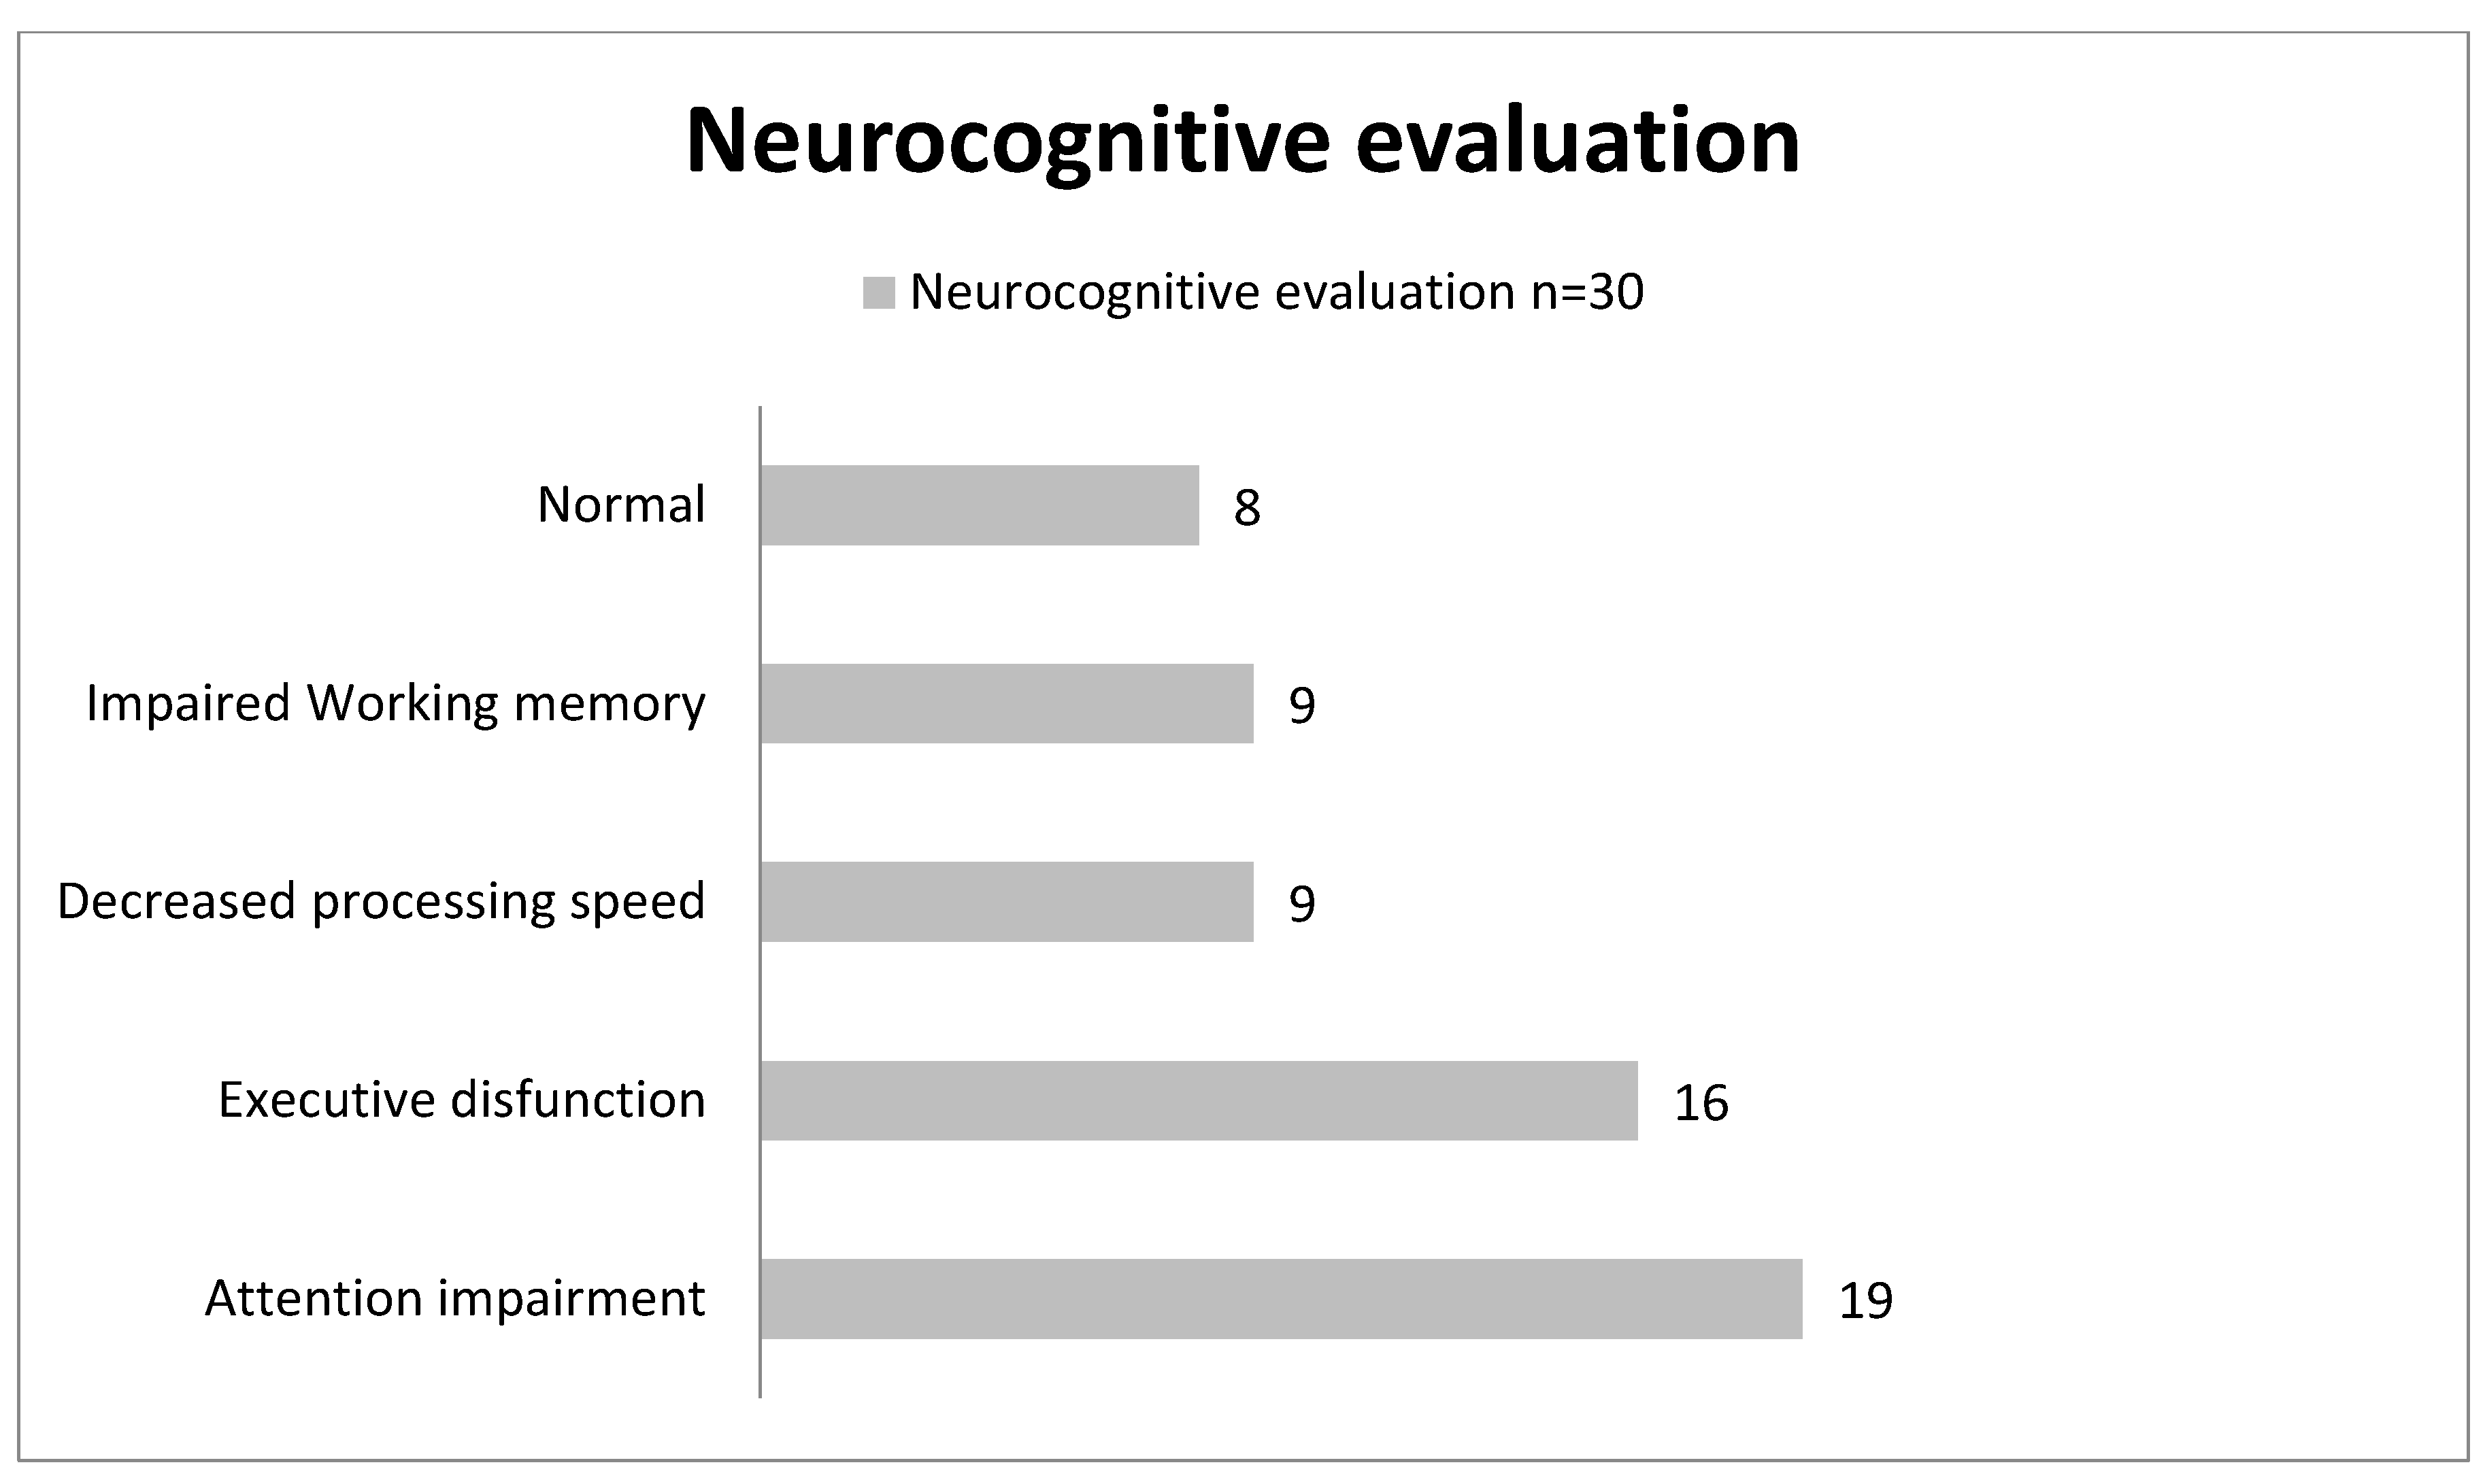 Neurocognitive evaluation
Neurocognitive evaluation n=30
Normal 8
Impaired Working memory 9
Decreased processing speed 9
Executive disfunction 16
Attention impairment 19